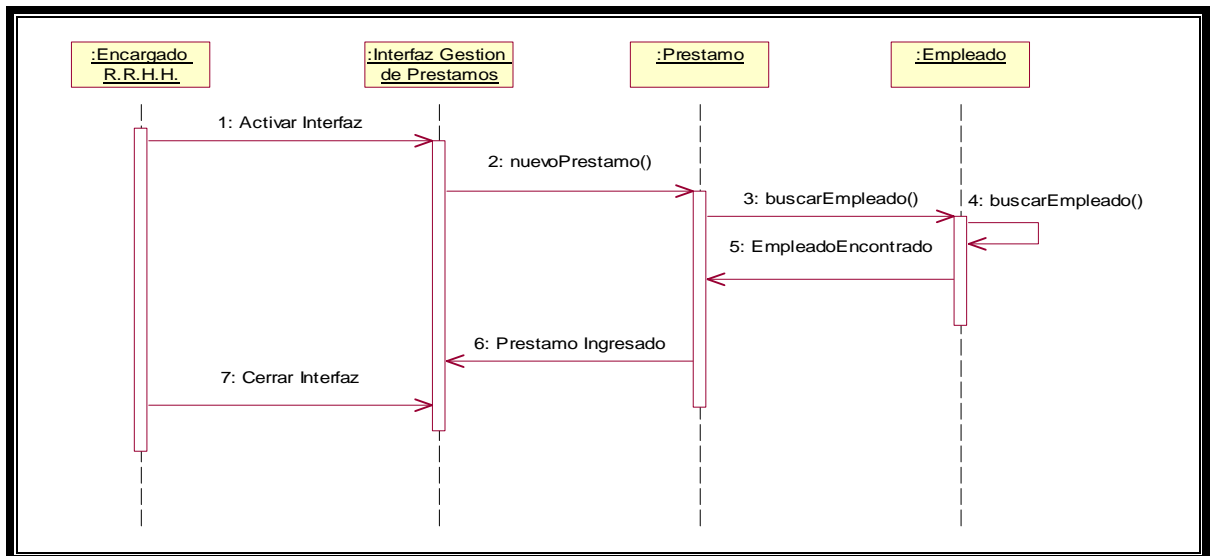 :Encargado
R.R.H.H.
:Interfaz Gestion
de Prestamos
:Prestamo
:Empleado
1: Activar Interfaz
2: nuevoPrestamo()
3: buscarEmpleado()
4: buscarEmpleado()
5: EmpleadoEncontrado
6: Prestamo Ingresado
7: Cerrar Interfaz